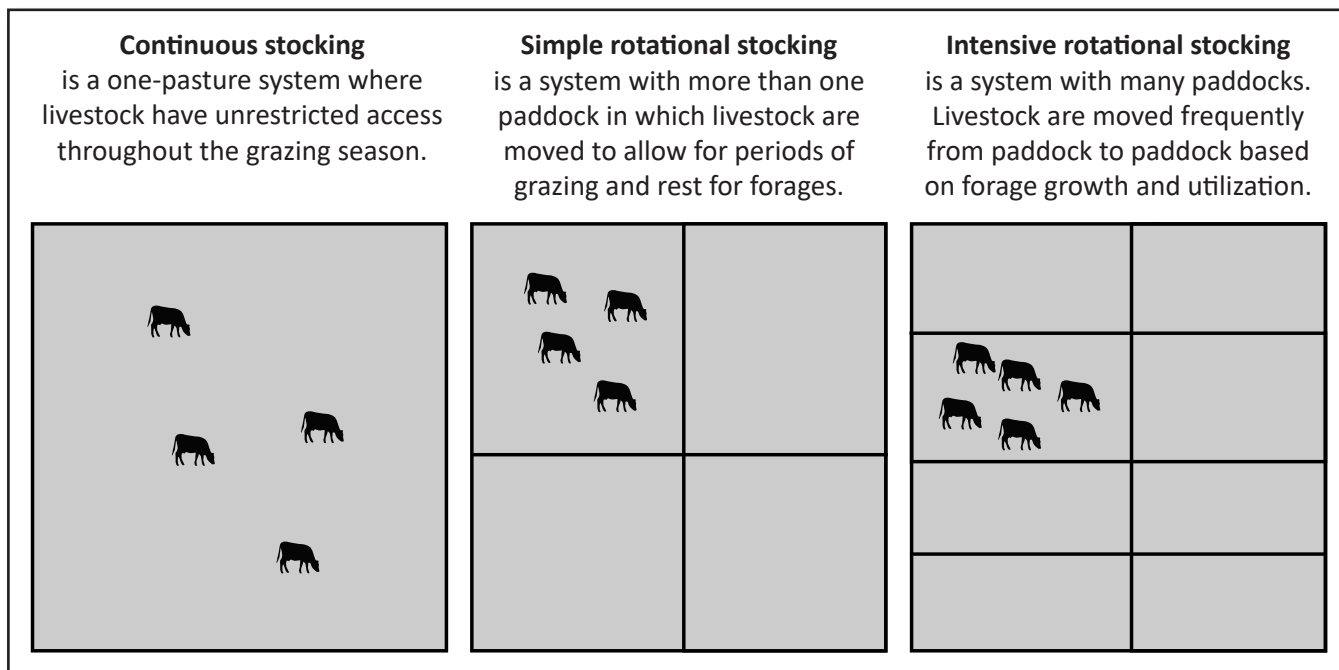 Continuous stocking
is a one-pasture system where
livestock have unrestricted access
throughout the grazing season.
Simple rotational stocking
is a system with more than one
paddock in which livestock are
moved to allow for periods of
grazing and rest for forages.
Intensive rotational stocking
is a system with many paddocks.
Livestock are moved frequently
from paddock to paddock based
on forage growth and utilization.